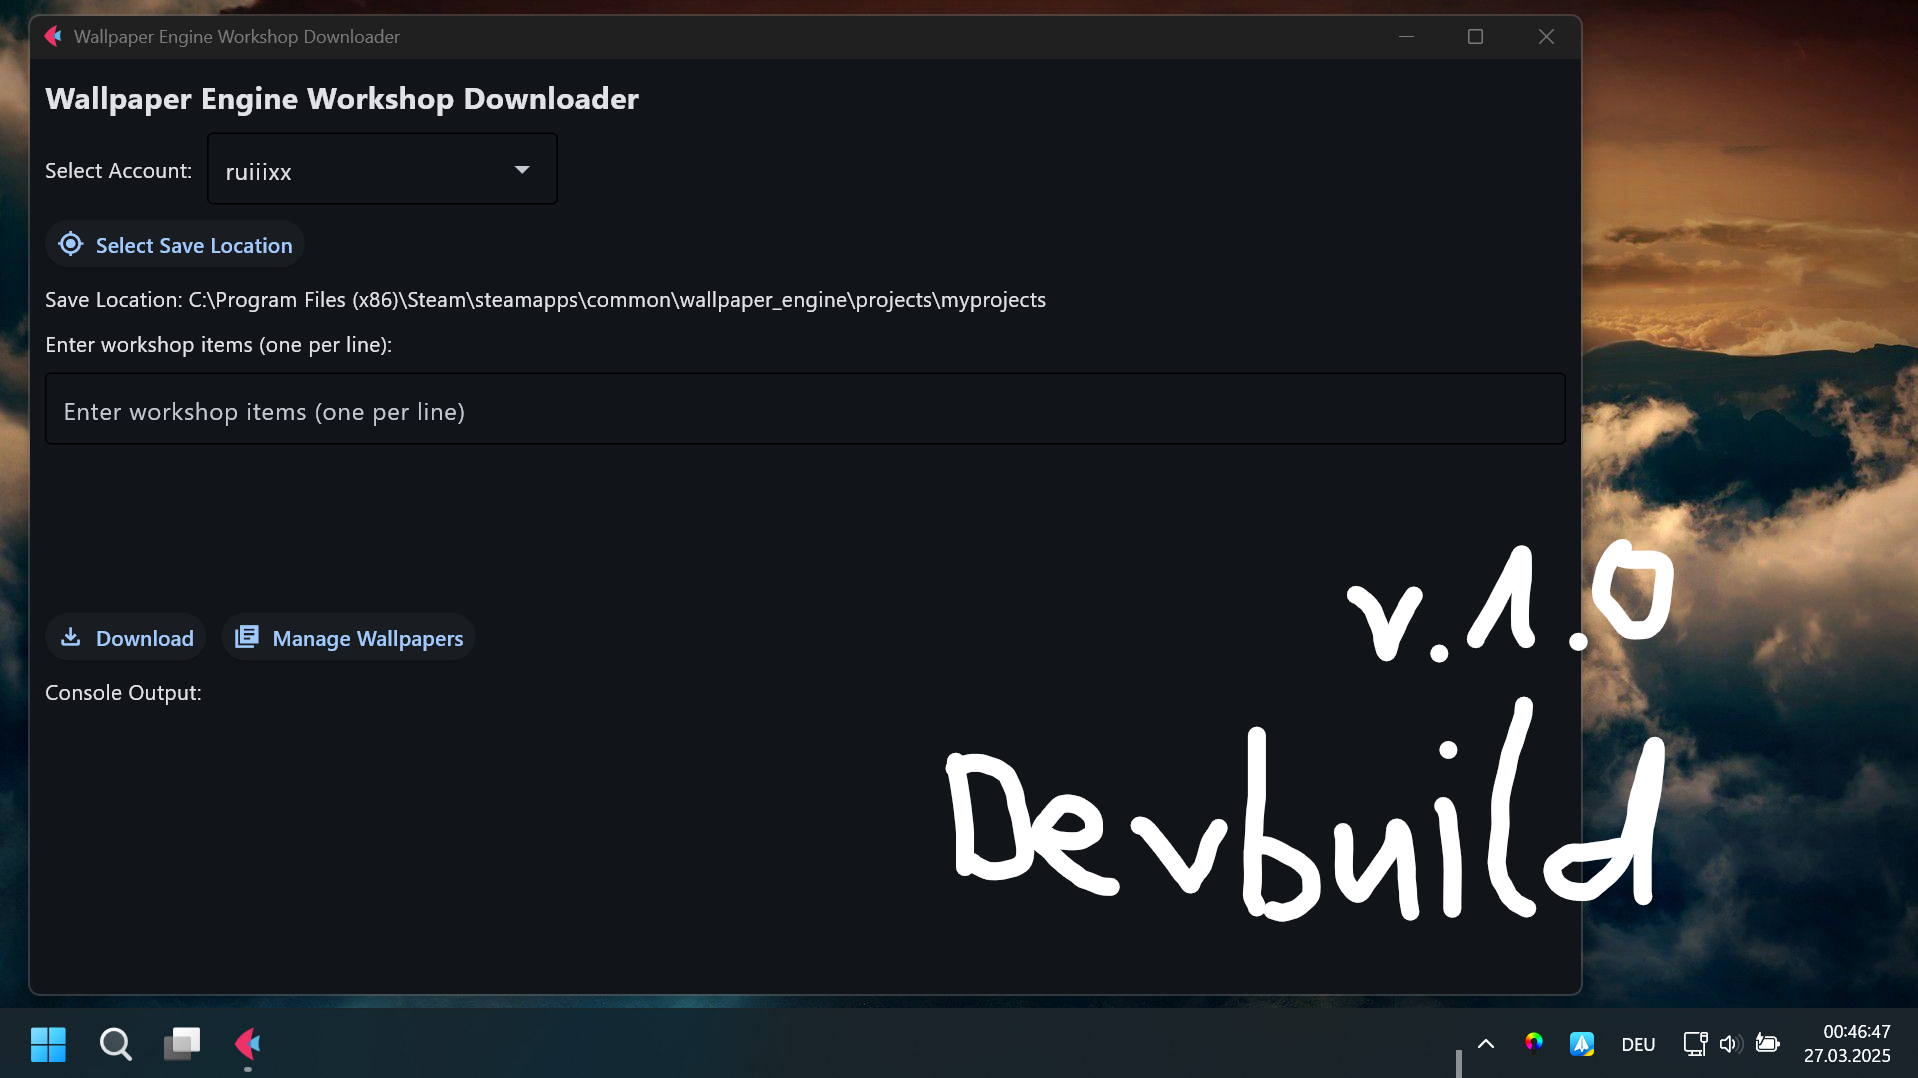 Wallpaper Engine Workshop Downloader
Wallpaper Engine Workshop Downloader
Select Account: ruiiixx
Select Save Location
Save Location: C:\Program Files (x86)\Steam\steamapps\common\wallpaper_engine\projects\myprojects
Enter workshop items (one per line):
Enter workshop items (one per line)
v.1.0
Download Manage Wallpapers
Console Output:
Devbuild
DEU
00:46:47
27.03.2025